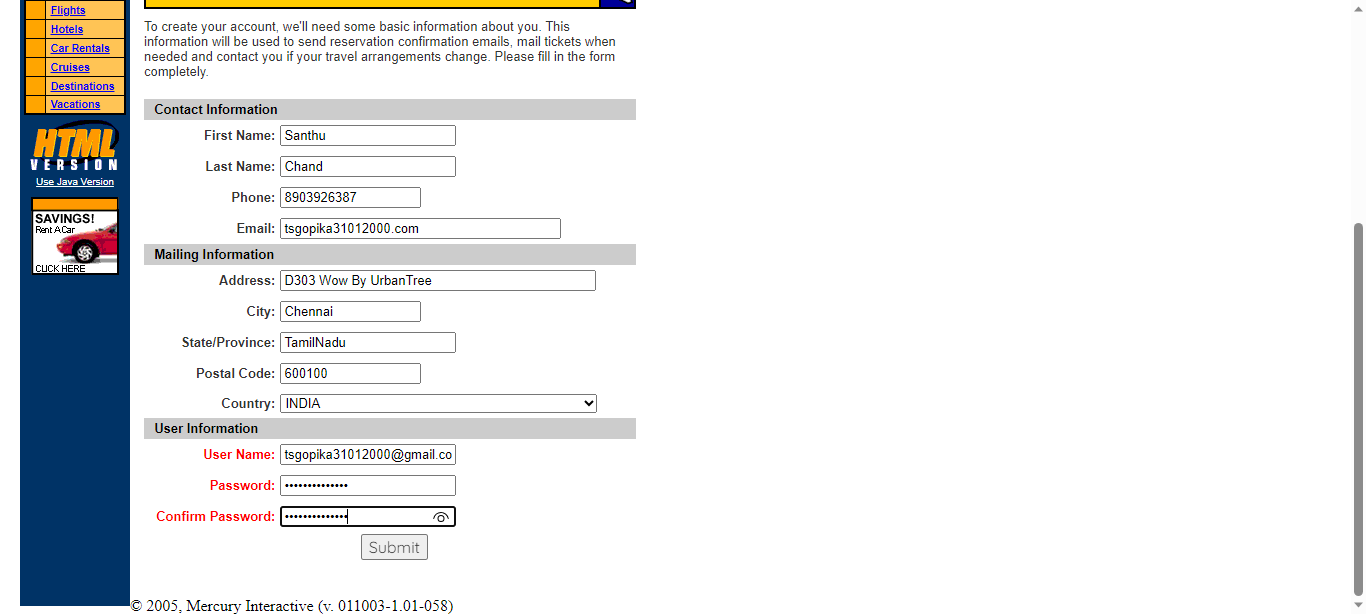 Flights
Hotels
Car Rentals
Cruises
Destinations
Vacations
HTML
VERSION
Use Java Version
SAVINGS!
Rent A Car
CLICK HERE
To create your account, we'll need some basic information about you. This
information will be used to send reservation confirmation emails, mail tickets when
needed and contact you if your travel arrangements change. Please fill in the form
completely.
Contact Information
First Name: Santhu
Last Name: Chand
Phone: 8903926387
Email: tsgopika31012000.com
Mailing Information
Address: D303 Wow By UrbanTree
City: Chennai
State/Province: TamilNadu
Postal Code: 600100
Country: INDIA
User Information
User Name: tsgopika31012000@gmail.co
Password: ••••••••••••••
Confirm Password: ••••••••••••••
Submit
© 2005, Mercury Interactive (v. 011003-1.01-058)